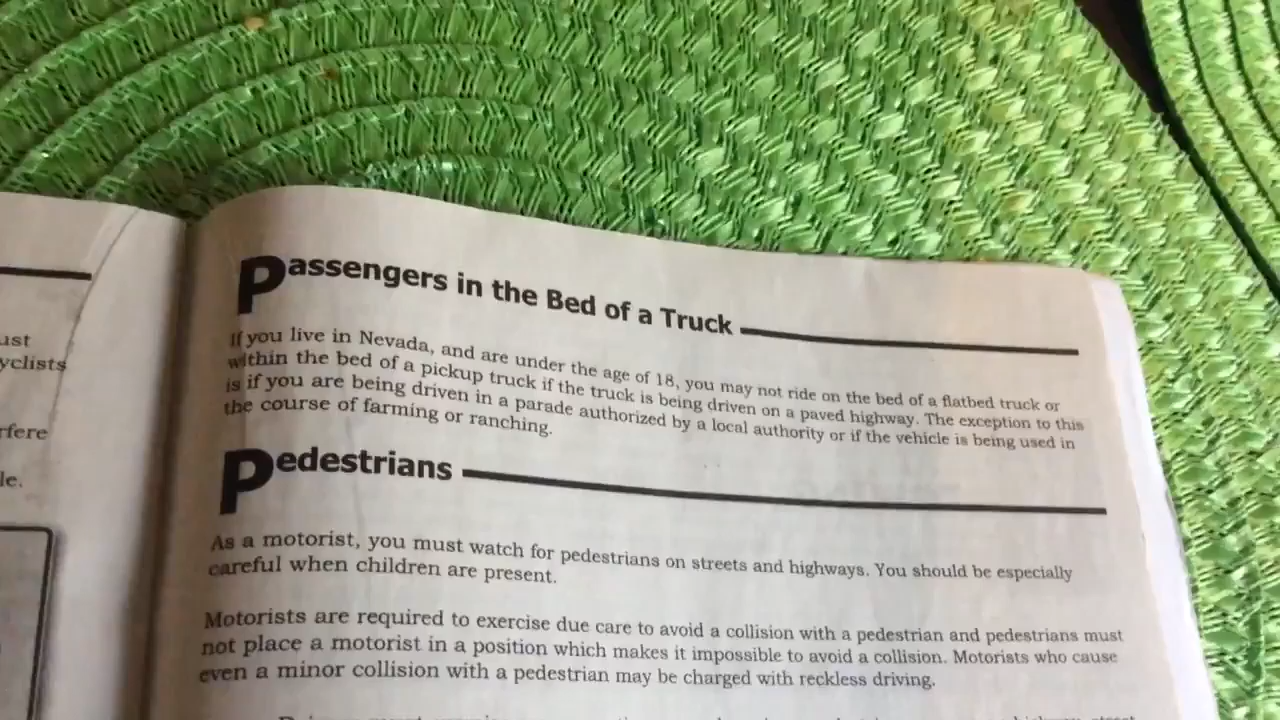 ust
yclists
rfere
le.
Passengers in the Bed of a Truck
If you live in Nevada, and are under the age of 18, you may not ride on the bed of a flatbed truck or
within the bed of a pickup truck if the truck is being driven on a paved highway. The exception to this
is if you are being driven in a parade authorized by a local authority or if the vehicle is being used in
the course of farming or ranching.
Pedestrians
As a motorist, you must watch for pedestrians on streets and highways. You should be especially
careful when children are present.
Motorists are required to exercise due care to avoid a collision with a pedestrian and pedestrians must
not place a motorist in a position which makes it impossible to avoid a collision. Motorists who cause
even a minor collision with a pedestrian may be charged with reckless driving.